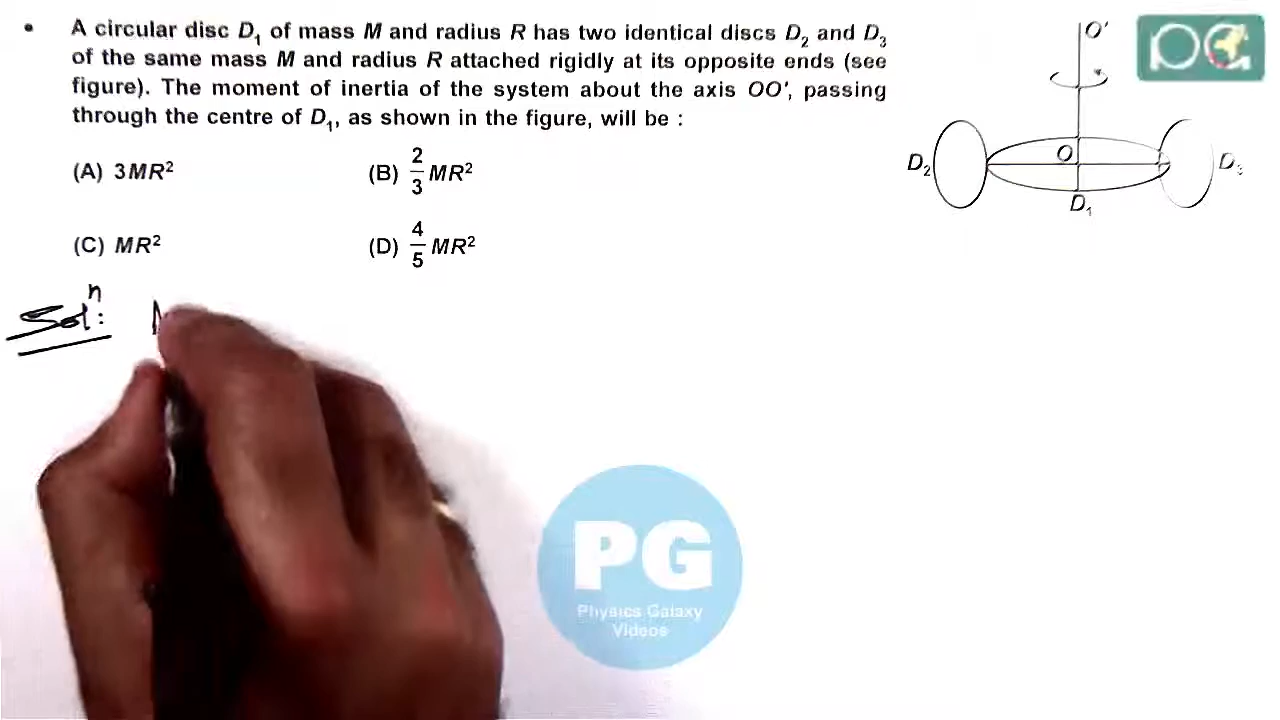 • A circular disc D₁ of mass M and radius R has two identical discs D₂ and D₃
of the same mass M and radius R attached rigidly at its opposite ends (see
figure). The moment of inertia of the system about the axis OO', passing
through the centre of D₁, as shown in the figure, will be :
(A) 3MR² (B) 2/3 MR²
(C) MR² (D) 4/5 MR²
O'
D₂ O D₃
D₁
Solⁿ:
PG
Physics Galaxy
Videos